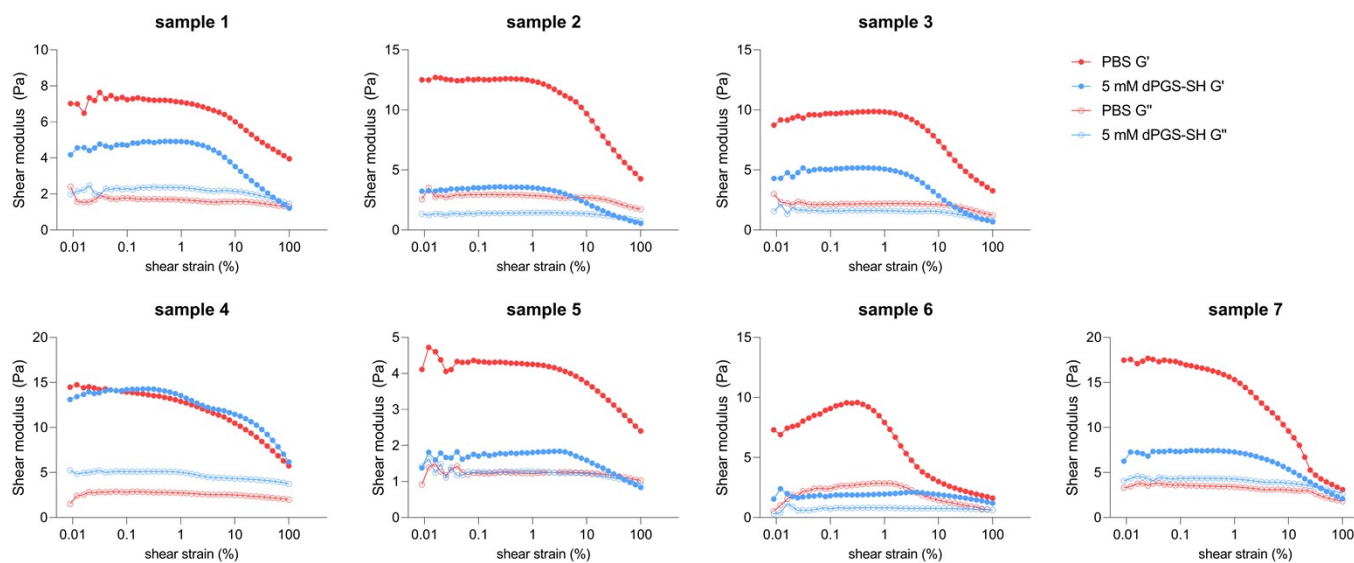 sample 1
Shear modulus (Pa)
10
8
6
4
2
0
0.01 0.1 1 10 100
shear strain (%)
sample 2
Shear modulus (Pa)
15
10
5
0
0.01 0.1 1 10 100
shear strain (%)
sample 3
Shear modulus (Pa)
15
10
5
0
0.01 0.1 1 10 100
shear strain (%)
PBS G'
5 mM dPGS-SH G'
PBS G"
5 mM dPGS-SH G"
sample 4
Shear modulus (Pa)
20
15
10
5
0
0.01 0.1 1 10 100
shear strain (%)
sample 5
Shear modulus (Pa)
5
4
3
2
1
0
0.01 0.1 1 10 100
shear strain (%)
sample 6
Shear modulus (Pa)
15
10
5
0
0.01 0.1 1 10 100
shear strain (%)
sample 7
Shear modulus (Pa)
20
15
10
5
0
0.01 0.1 1 10 100
shear strain (%)